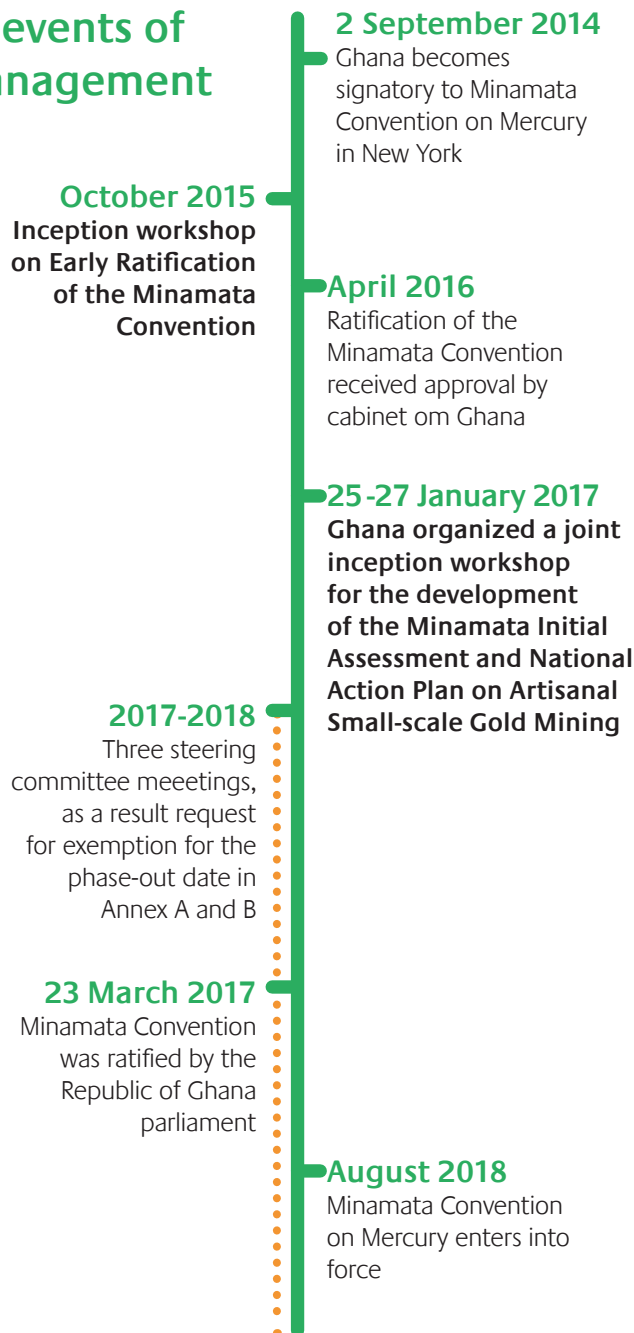 events of
nagement
2 September 2014
Ghana becomes
signatory to Minamata
Convention on Mercury
in New York
October 2015
Inception workshop
on Early Ratification
of the Minamata
Convention
April 2016
Ratification of the
Minamata Convention
received approval by
cabinet om Ghana
25-27 January 2017
Ghana organized a joint
inception workshop
for the development
of the Minamata Initial
Assessment and National
Action Plan on Artisanal
Small-scale Gold Mining
2017-2018
Three steering
committee meeetings,
as a result request
for exemption for the
phase-out date in
Annex A and B
23 March 2017
Minamata Convention
was ratified by the
Republic of Ghana
parliament
August 2018
Minamata Convention
on Mercury enters into
force